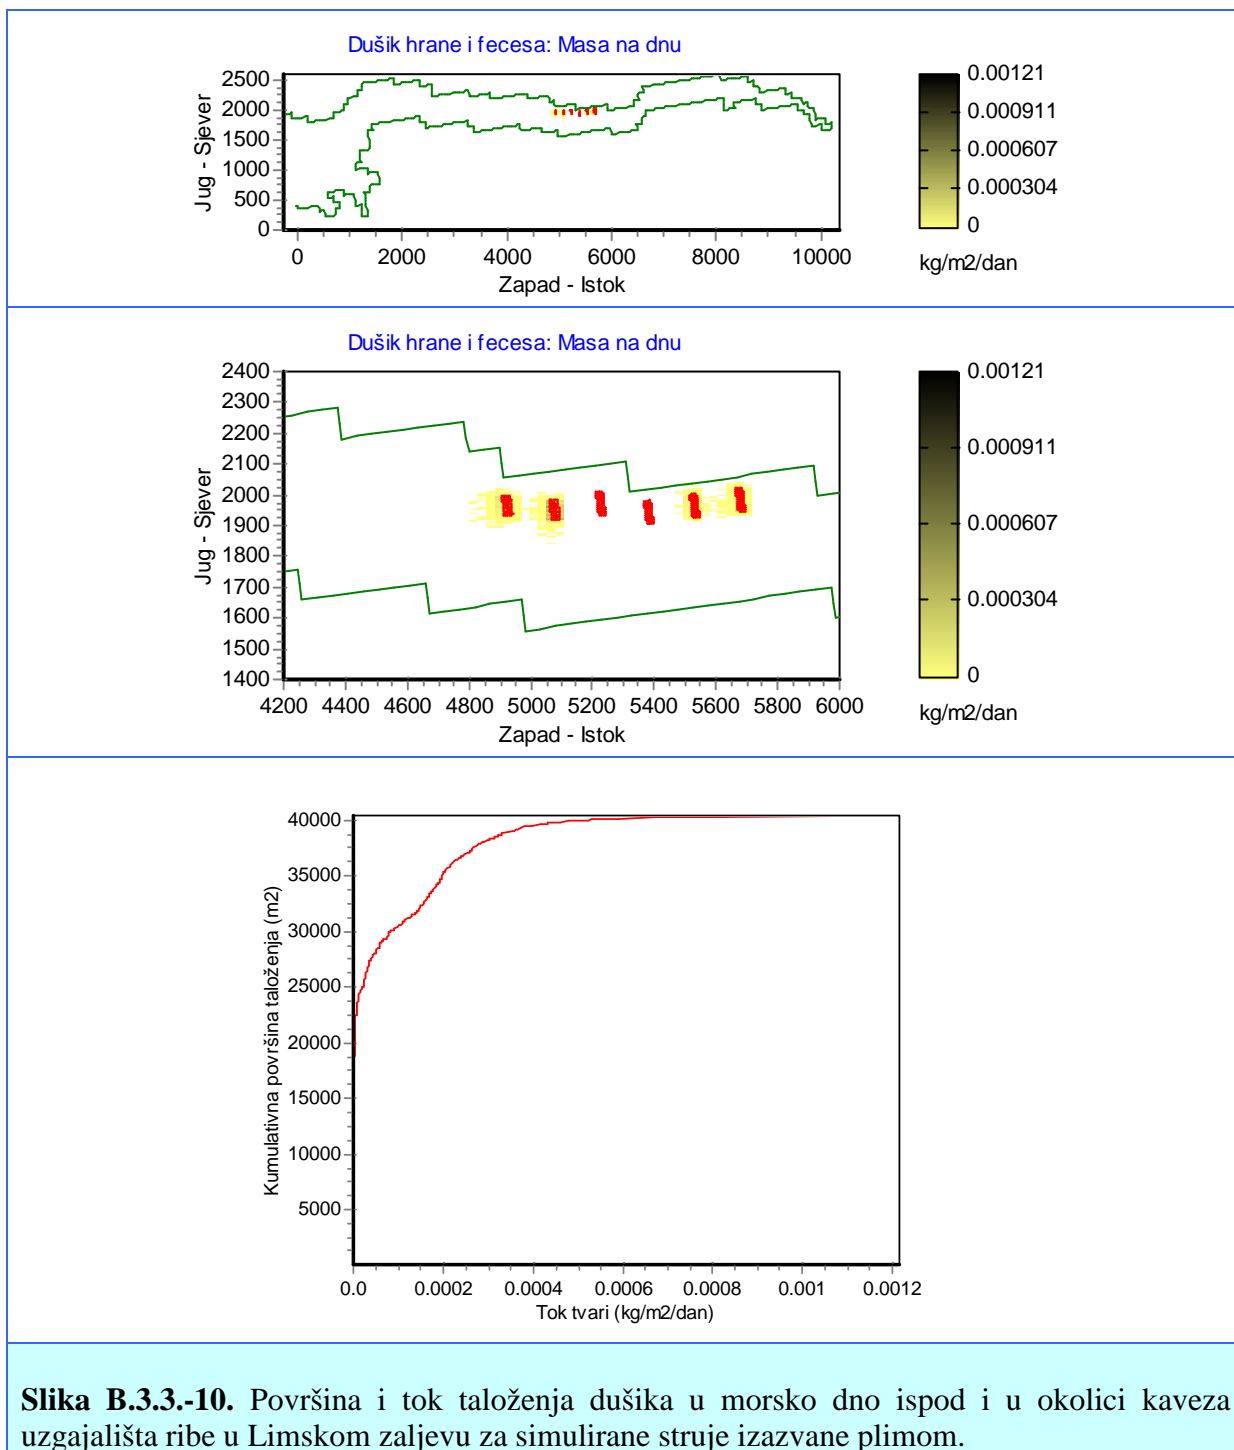 Dušik hrane i fecesa: Masa na dnu
2500
2000
1500
1000
500
0
Jug - Sjever
0 2000 4000 6000 8000 10000
Zapad - Istok
0.00121
0.000911
0.000607
0.000304
0
kg/m2/dan
Dušik hrane i fecesa: Masa na dnu
2400
2300
2200
2100
2000
1900
1800
1700
1600
1500
1400
Jug - Sjever
4200 4400 4600 4800 5000 5200 5400 5600 5800 6000
Zapad - Istok
0.00121
0.000911
0.000607
0.000304
0
kg/m2/dan
40000
35000
30000
25000
20000
15000
10000
5000
Kumulativna površina taloženja (m2)
0.0 0.0002 0.0004 0.0006 0.0008 0.001 0.0012
Tok tvari (kg/m2/dan)
Slika B.3.3.-10. Površina i tok taloženja dušika u morsko dno ispod i u okolici kaveza
uzgajališta ribe u Limskom zaljevu za simulirane struje izazvane plimom.